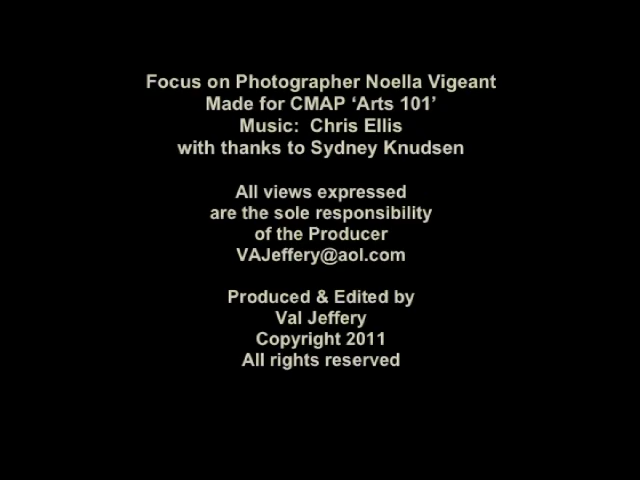 Focus on Photographer Noella Vigeant
Made for CMAP ‘Arts 101’
Music:  Chris Ellis
with thanks to Sydney Knudsen
All views expressed
are the sole responsibility
of the Producer
VAJeffery@aol.com
Produced & Edited by
Val Jeffery
Copyright 2011
All rights reserved